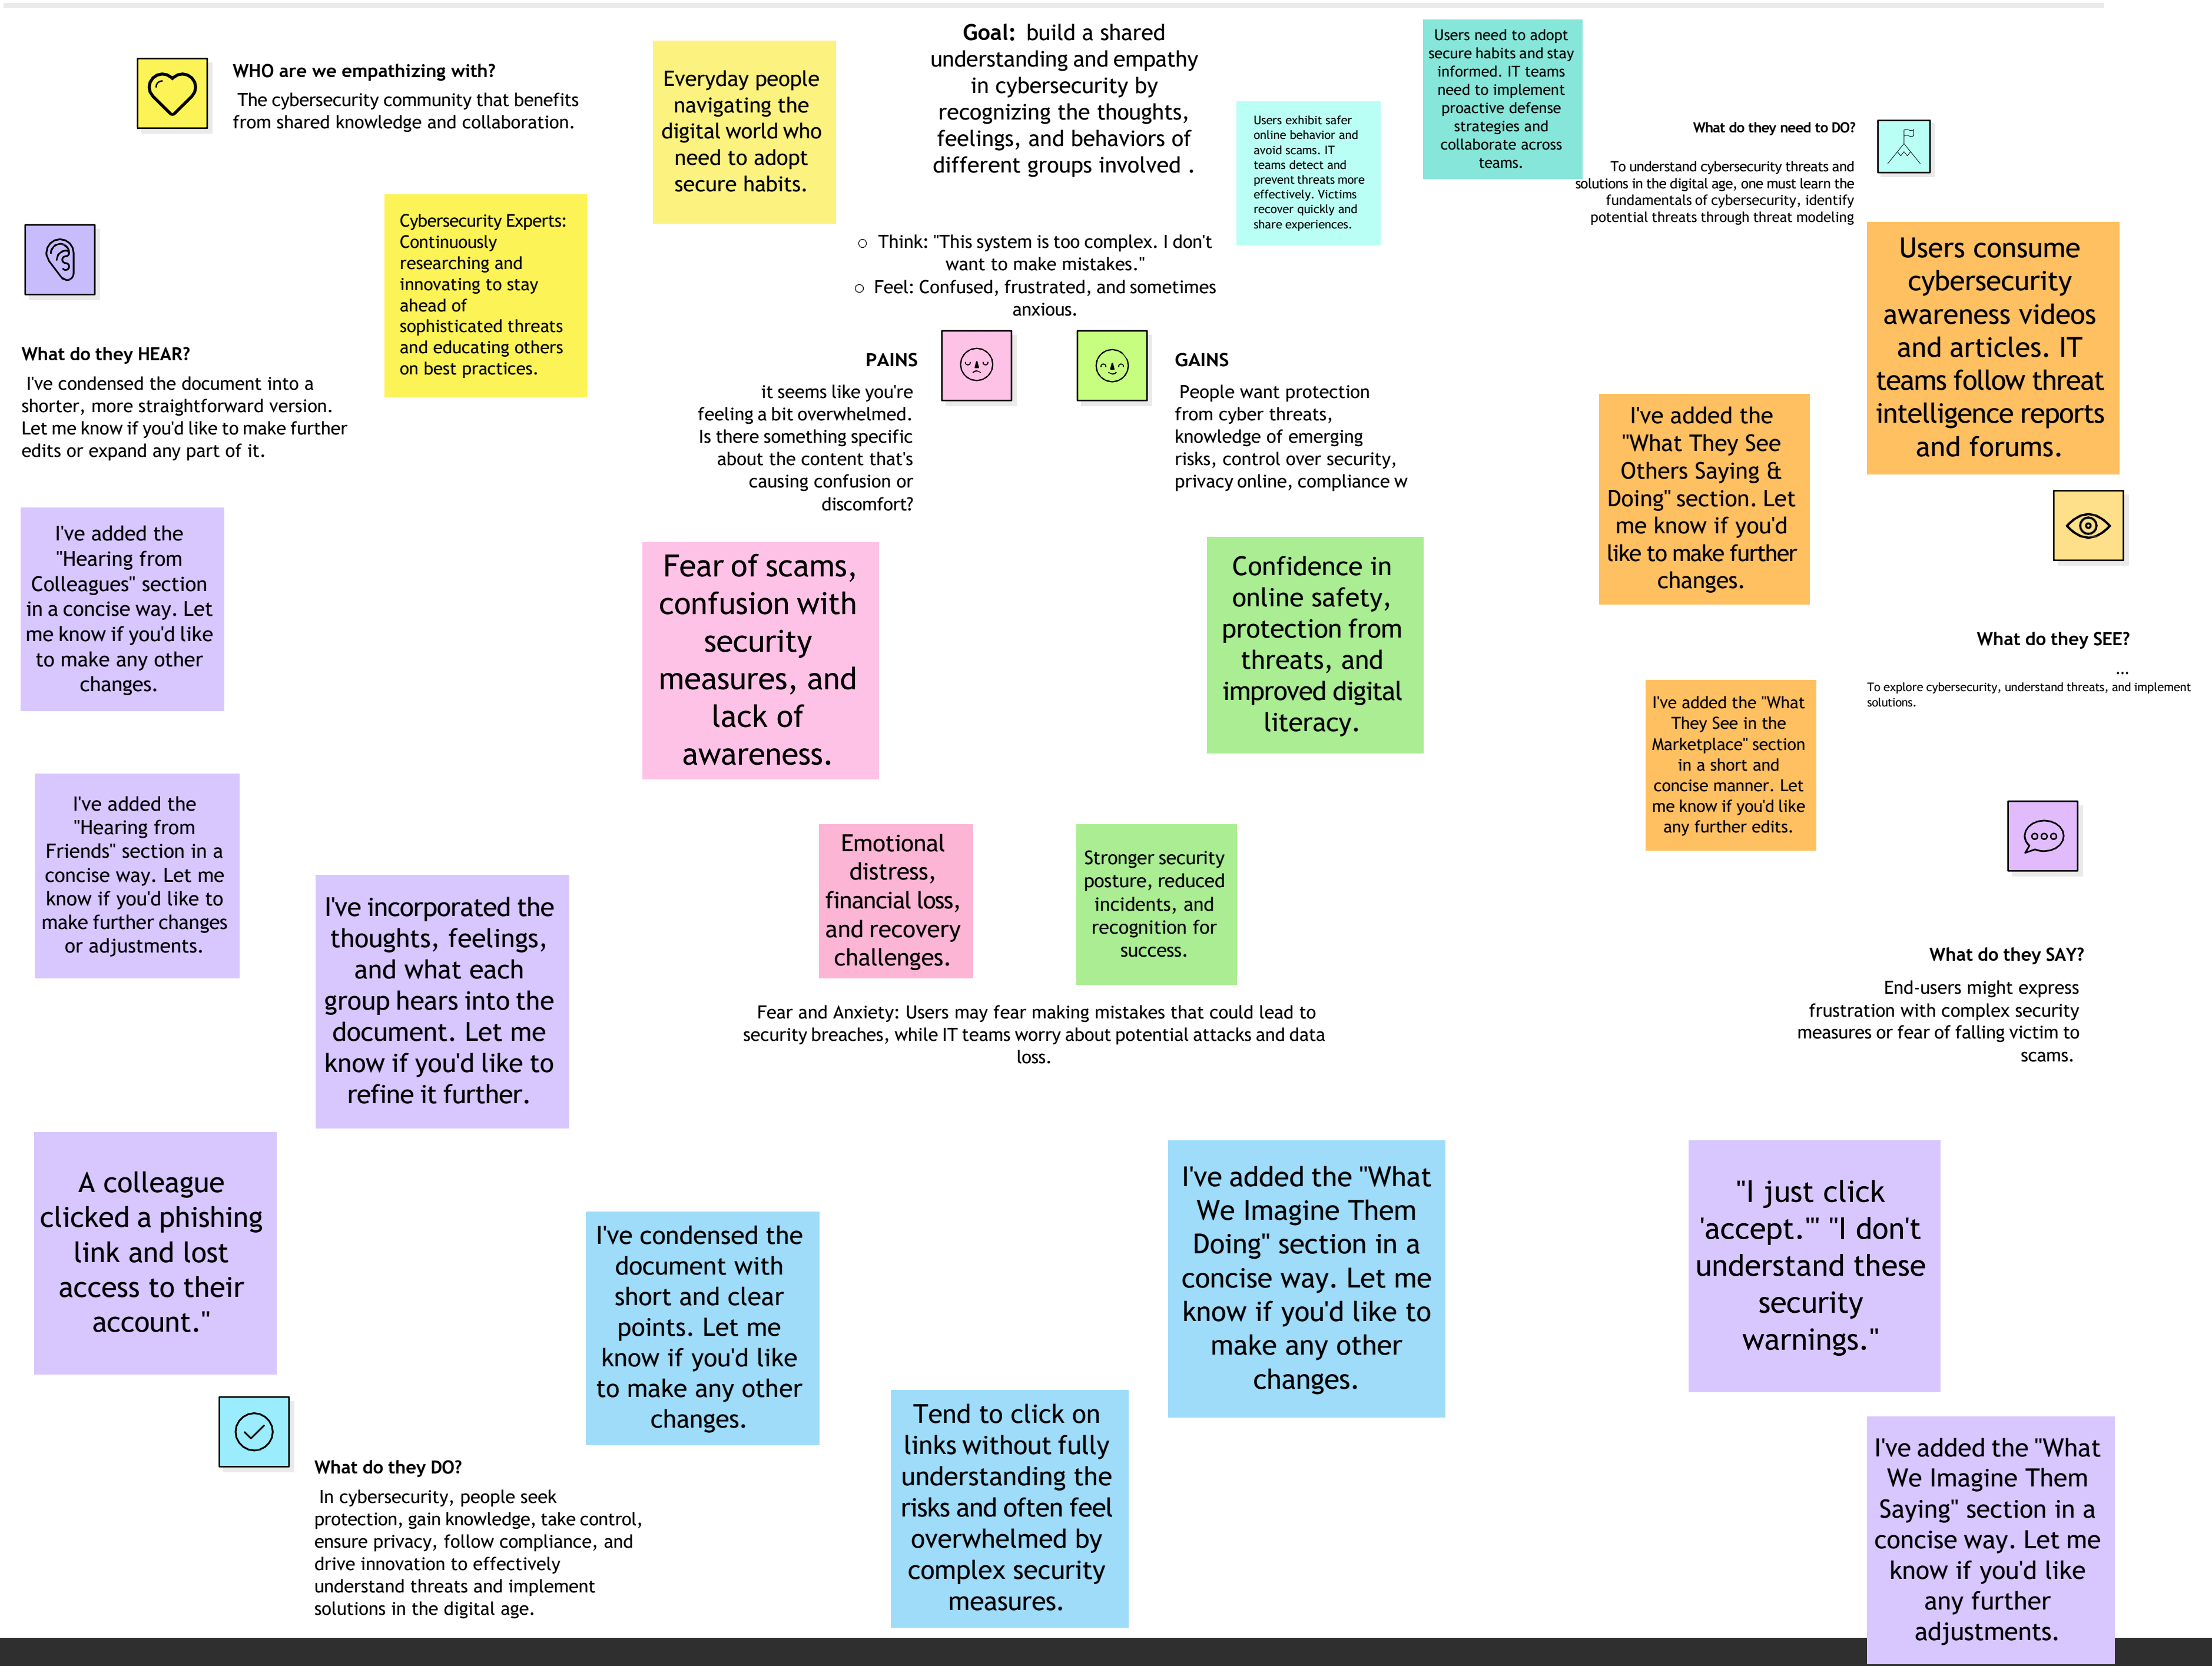 WHO are we empathizing with?
The cybersecurity community that benefits
from shared knowledge and collaboration.
Everyday people
navigating the
digital world who
need to adopt
secure habits.
Cybersecurity Experts:
Continuously
researching and
innovating to stay
ahead of
sophisticated threats
and educating others
on best practices.
Goal: build a shared
understanding and empathy
in cybersecurity by
recognizing the thoughts,
feelings, and behaviors of
different groups involved .
Users exhibit safer
online behavior and
avoid scams. IT
teams detect and
prevent threats more
effectively. Victims
recover quickly and
share experiences.
Users need to adopt
secure habits and stay
informed. IT teams
need to implement
proactive defense
strategies and
collaborate across
teams.
What do they need to DO?
To understand cybersecurity threats and
solutions in the digital age, one must learn the
fundamentals of cybersecurity, identify
potential threats through threat modeling
○ Think: "This system is too complex. I don't
want to make mistakes."
○ Feel: Confused, frustrated, and sometimes
anxious.
What do they HEAR?
I've condensed the document into a
shorter, more straightforward version.
Let me know if you'd like to make further
edits or expand any part of it.
I've added the
"Hearing from
Colleagues" section
in a concise way. Let
me know if you'd like
to make any other
changes.
I've added the
"Hearing from
Friends" section in a
concise way. Let me
know if you'd like to
make further changes
or adjustments.
I've incorporated the
thoughts, feelings,
and what each
group hears into the
document. Let me
know if you'd like to
refine it further.
A colleague
clicked a phishing
link and lost
access to their
account."
PAINS
it seems like you're
feeling a bit overwhelmed.
Is there something specific
about the content that's
causing confusion or
discomfort?
Fear of scams,
confusion with
security
measures, and
lack of
awareness.
Emotional
distress,
financial loss,
and recovery
challenges.
GAINS
People want protection
from cyber threats,
knowledge of emerging
risks, control over security,
privacy online, compliance w
Confidence in
online safety,
protection from
threats, and
improved digital
literacy.
Stronger security
posture, reduced
incidents, and
recognition for
success.
Fear and Anxiety: Users may fear making mistakes that could lead to
security breaches, while IT teams worry about potential attacks and data
loss.
Users consume
cybersecurity
awareness videos
and articles. IT
teams follow threat
intelligence reports
and forums.
I've added the
"What They See
Others Saying &
Doing" section. Let
me know if you'd
like to make further
changes.
What do they SEE?
...
To explore cybersecurity, understand threats, and implement
solutions.
I've added the "What
They See in the
Marketplace" section
in a short and
concise manner. Let
me know if you'd like
any further edits.
What do they SAY?
End-users might express
frustration with complex security
measures or fear of falling victim to
scams.
"I just click
'accept.'" "I don't
understand these
security
warnings."
I've added the "What
We Imagine Them
Saying" section in a
concise way. Let me
know if you'd like
any further
adjustments.
What do they DO?
In cybersecurity, people seek
protection, gain knowledge, take control,
ensure privacy, follow compliance, and
drive innovation to effectively
understand threats and implement
solutions in the digital age.
I've condensed the
document with
short and clear
points. Let me
know if you'd like
to make any other
changes.
Tend to click on
links without fully
understanding the
risks and often feel
overwhelmed by
complex security
measures.
I've added the "What
We Imagine Them
Doing" section in a
concise way. Let me
know if you'd like to
make any other
changes.